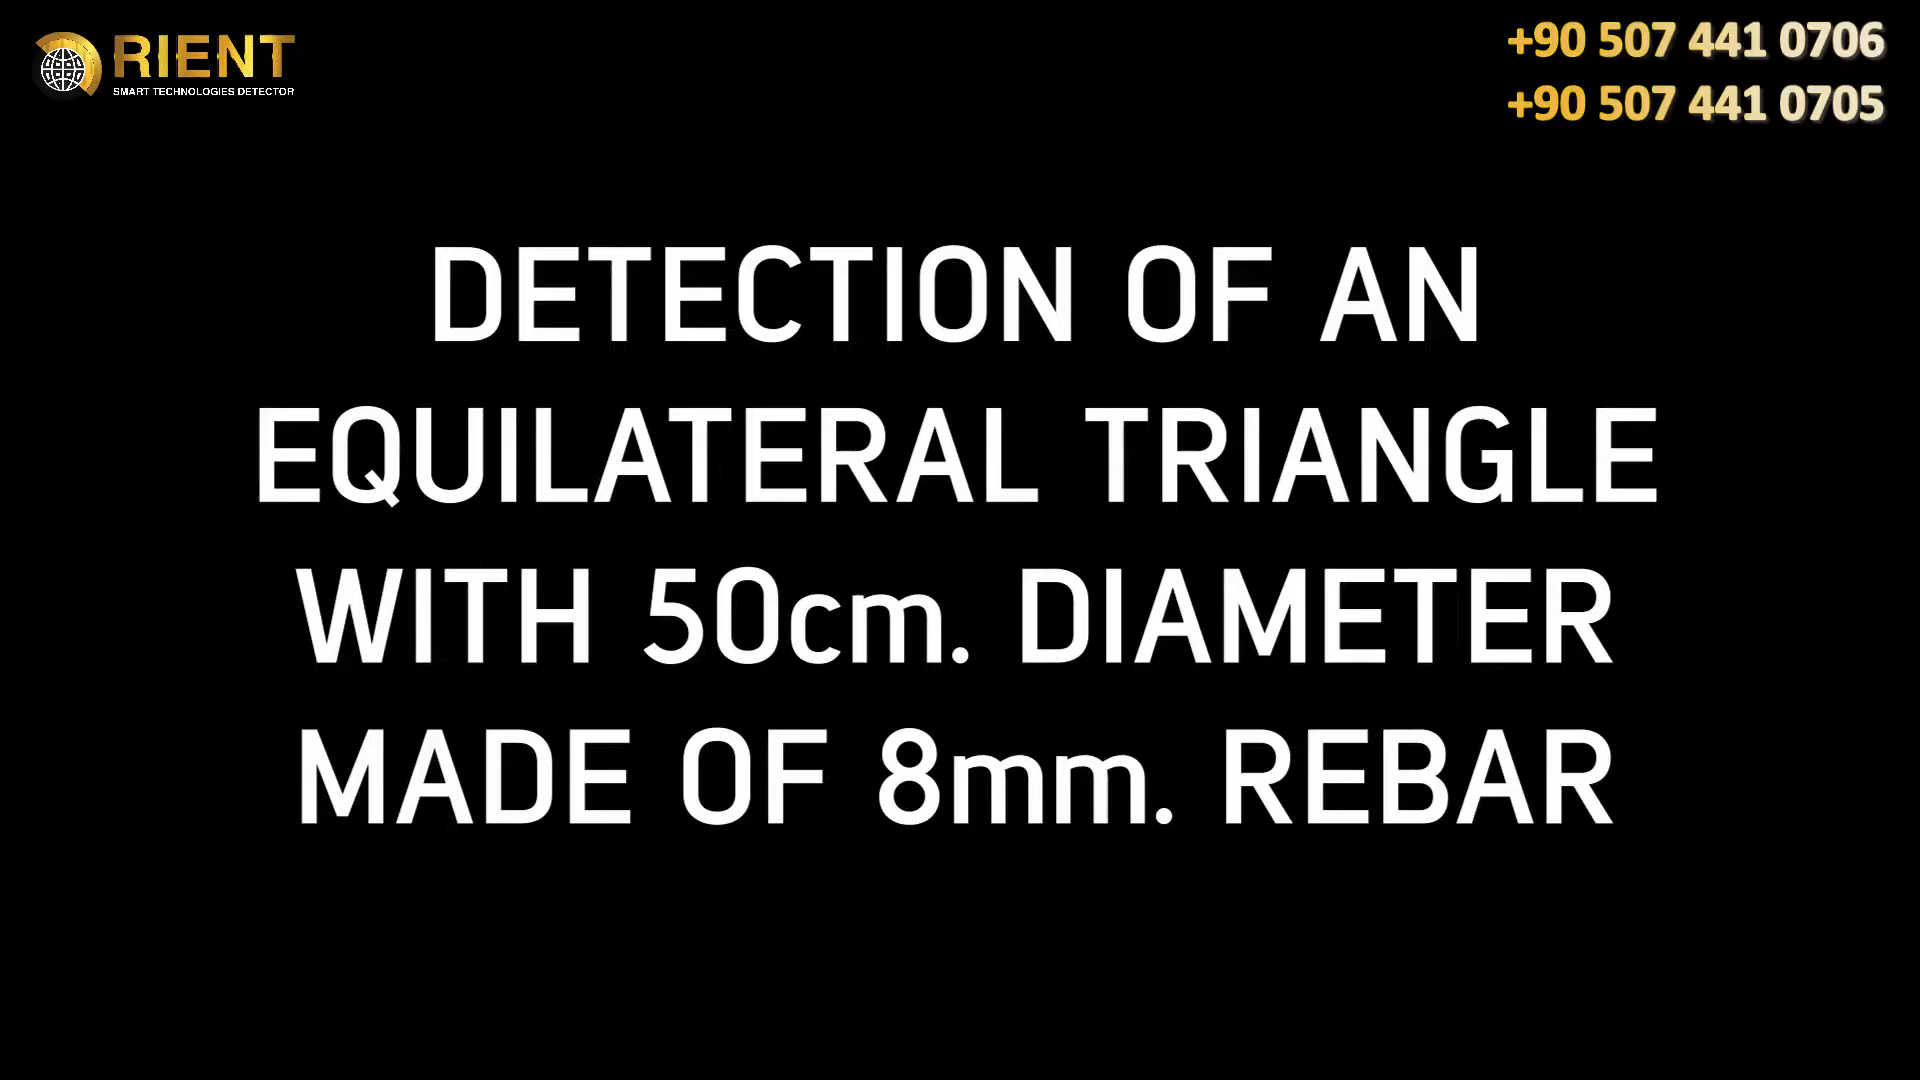 ORIENT
SMART TECHNOLOGIES DETECTOR
+90 507 441 0706
+90 507 441 0705
DETECTION OF AN
EQUILATERAL TRIANGLE
WITH 50cm. DIAMETER
MADE OF 8mm. REBAR